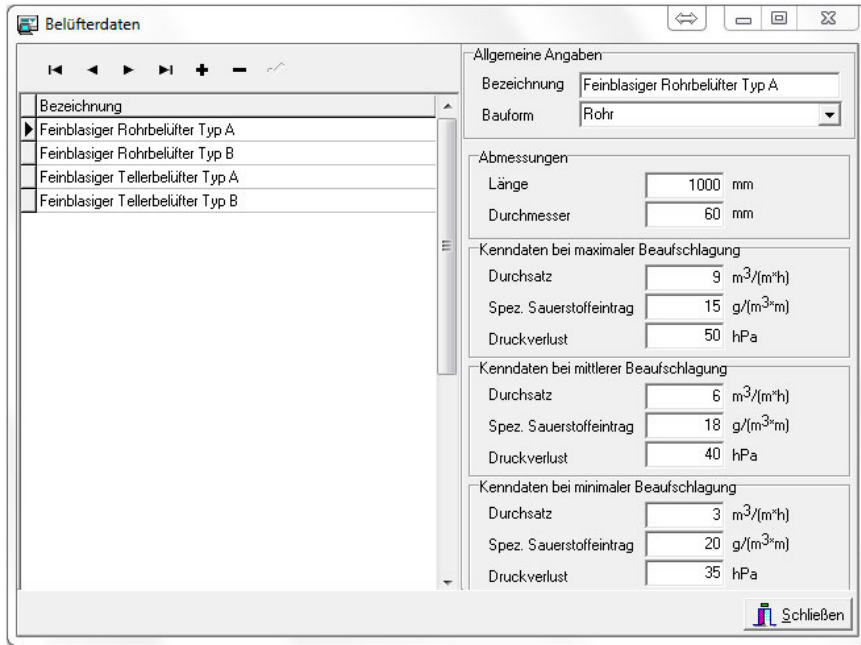 Belüfterdaten
Bezeichnung
Feinblasiger Rohrbelüfter Typ A
Feinblasiger Rohrbelüfter Typ B
Feinblasiger Tellerbelüfter Typ A
Feinblasiger Tellerbelüfter Typ B
Allgemeine Angaben
Bezeichnung Feinblasiger Rohrbelüfter Typ A
Bauform Rohr
Abmessungen
Länge 1000 mm
Durchmesser 60 mm
Kenndaten bei maximaler Beaufschlagung
Durchsatz 9 m³/(m*h)
Spez. Sauerstoffeintrag 15 g/(m³*m)
Druckverlust 50 hPa
Kenndaten bei mittlerer Beaufschlagung
Durchsatz 6 m³/(m*h)
Spez. Sauerstoffeintrag 18 g/(m³*m)
Druckverlust 40 hPa
Kenndaten bei minimaler Beaufschlagung
Durchsatz 3 m³/(m*h)
Spez. Sauerstoffeintrag 20 g/(m³*m)
Druckverlust 35 hPa
Schließen